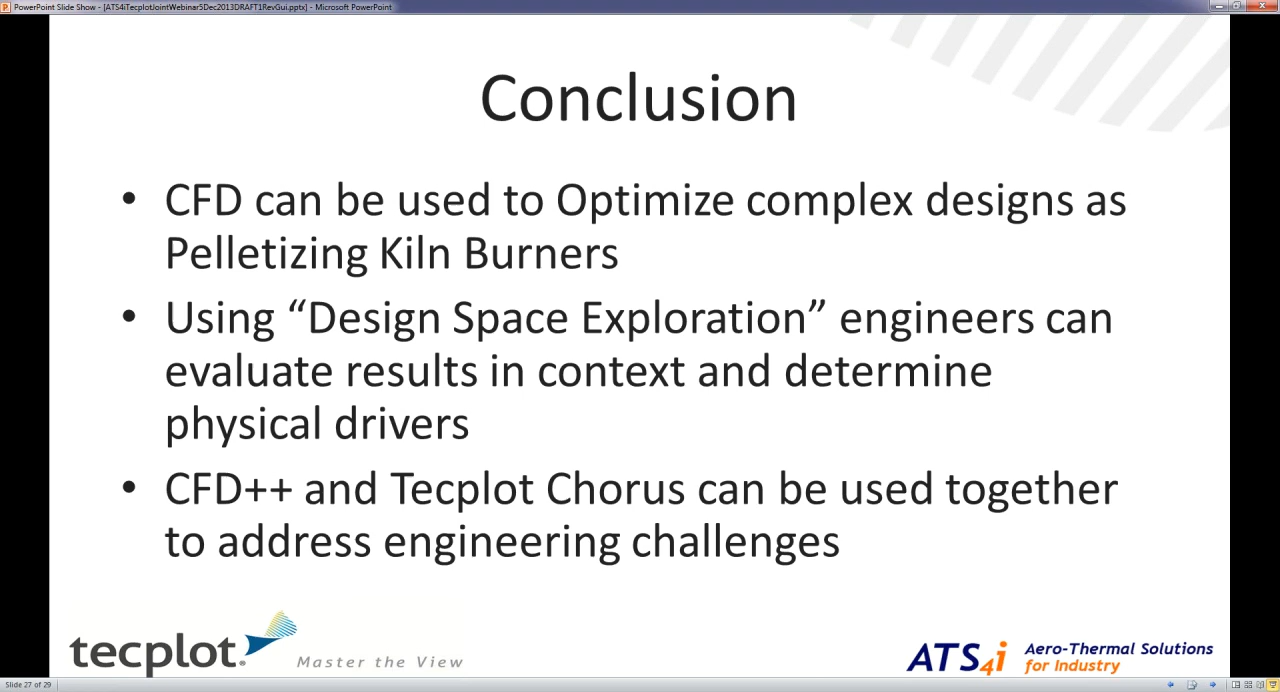 PowerPoint Slide Show - [ATS4iTecplotJointWebinar5Dec2013DRAFT1RevGui.pptx] - Microsoft PowerPoint
Conclusion
• CFD can be used to Optimize complex designs as
Pelletizing Kiln Burners
• Using “Design Space Exploration” engineers can
evaluate results in context and determine
physical drivers
• CFD++ and Tecplot Chorus can be used together
to address engineering challenges
tecplot® Master the View
ATS4i Aero-Thermal Solutions
for Industry
Slide 27 of 29